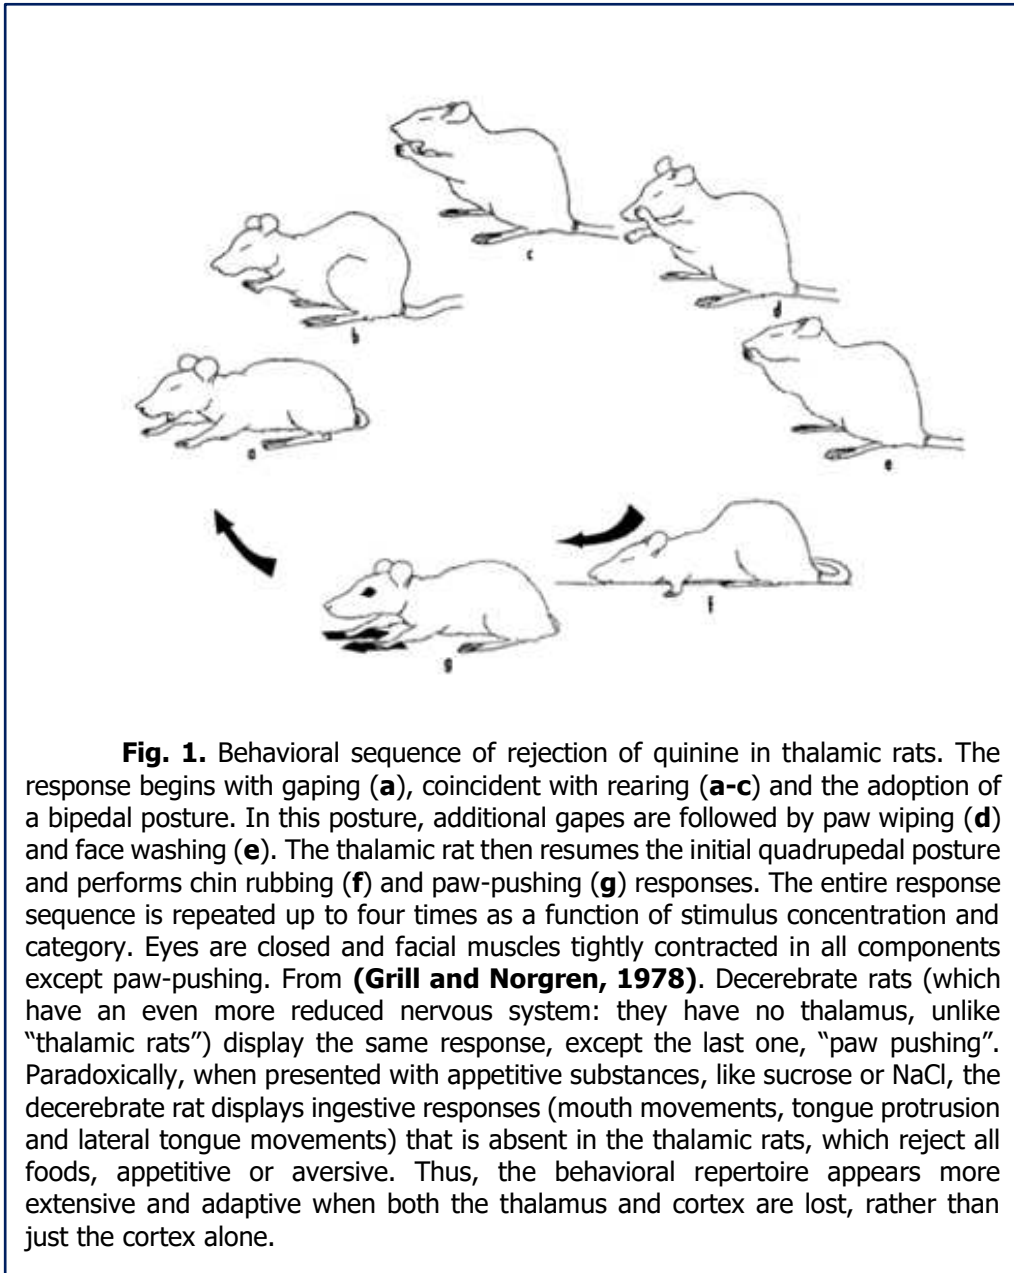 c
d
b
e
a
f
g
Fig. 1. Behavioral sequence of rejection of quinine in thalamic rats. The
response begins with gaping (a), coincident with rearing (a-c) and the adoption of
a bipedal posture. In this posture, additional gapes are followed by paw wiping (d)
and face washing (e). The thalamic rat then resumes the initial quadrupedal posture
and performs chin rubbing (f) and paw-pushing (g) responses. The entire response
sequence is repeated up to four times as a function of stimulus concentration and
category. Eyes are closed and facial muscles tightly contracted in all components
except paw-pushing. From (Grill and Norgren, 1978). Decerebrate rats (which
have an even more reduced nervous system: they have no thalamus, unlike
“thalamic rats”) display the same response, except the last one, “paw pushing”.
Paradoxically, when presented with appetitive substances, like sucrose or NaCl, the
decerebrate rat displays ingestive responses (mouth movements, tongue protrusion
and lateral tongue movements) that is absent in the thalamic rats, which reject all
foods, appetitive or aversive. Thus, the behavioral repertoire appears more
extensive and adaptive when both the thalamus and cortex are lost, rather than
just the cortex alone.